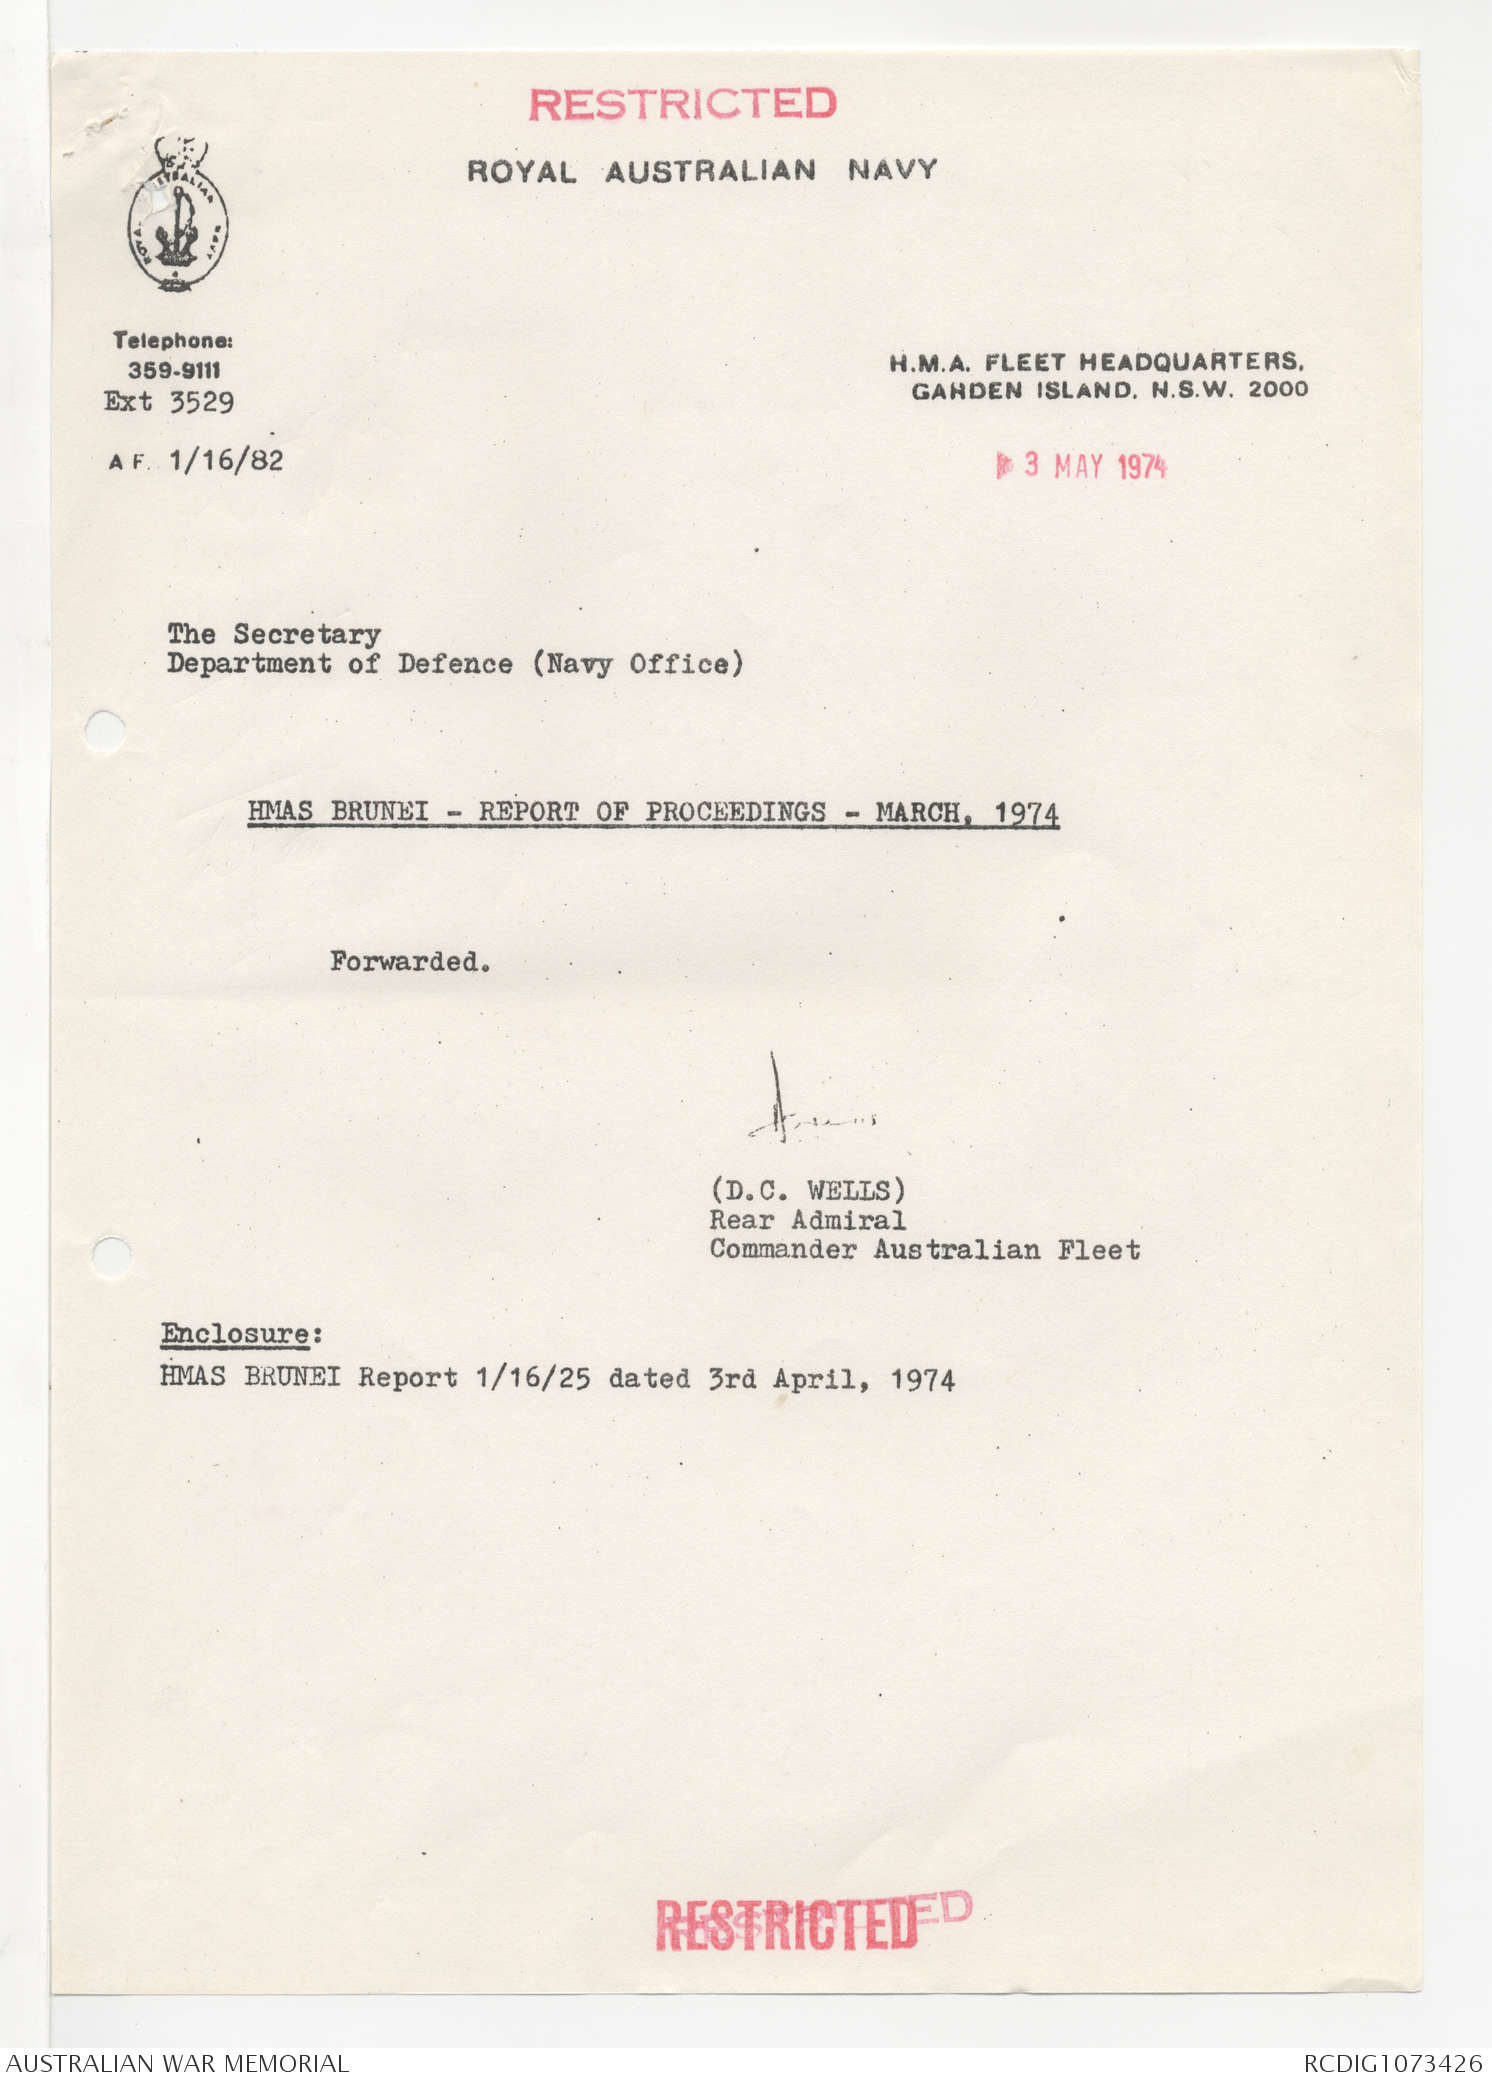 RESTRICTED
ROYAL AUSTRALIAN NAVY
Telephone:
359-9111
Ext 3529
A F. 1/16/82
H.M.A. FLEET HEADQUARTERS,
GARDEN ISLAND, N.S.W. 2000
3 MAY 1974
The Secretary
Department of Defence (Navy Office)
HMAS BRUNEI - REPORT OF PROCEEDINGS - MARCH, 1974
Forwarded.
(D.C. WELLS)
Rear Admiral
Commander Australian Fleet
Enclosure:
HMAS BRUNEI Report 1/16/25 dated 3rd April, 1974
RESTRICTED
AUSTRALIAN WAR MEMORIAL
RCDIG1073426